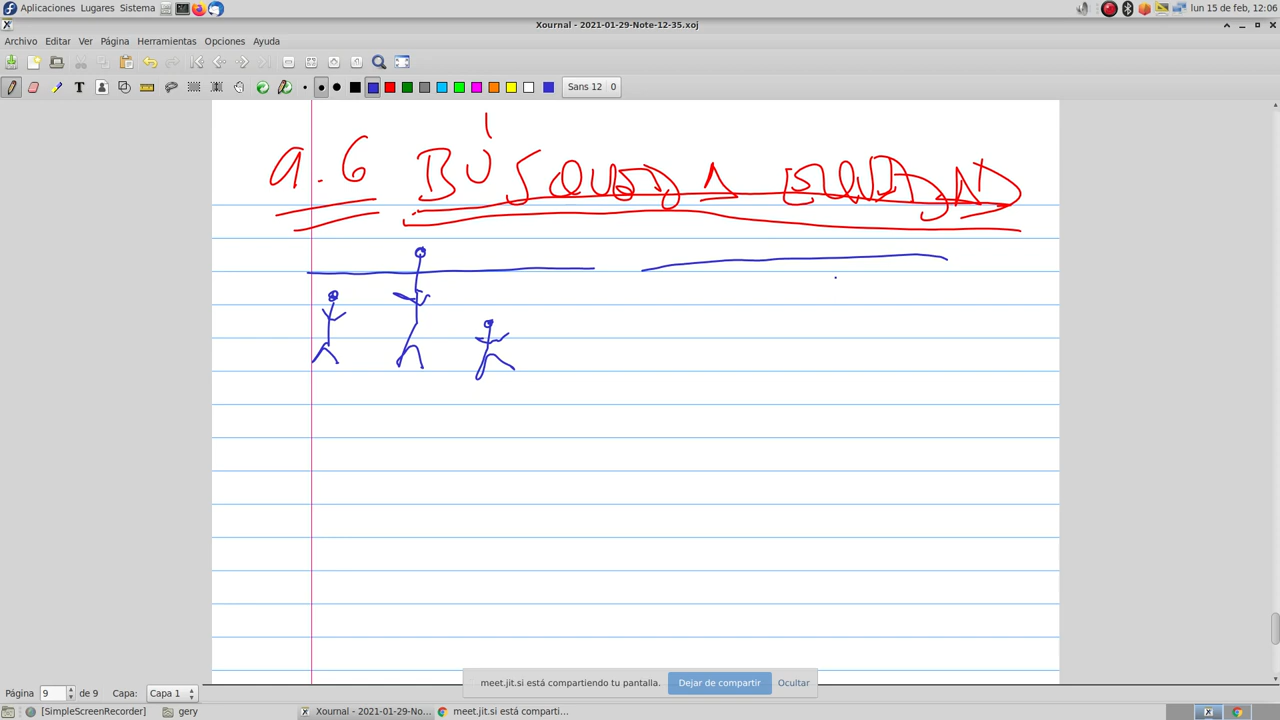 Aplicaciones Lugares Sistema
lun 15 de feb, 12:06
Xournal - 2021-01-29-Note-12-35.xoj
Archivo Editar Ver Página Herramientas Opciones Ayuda
Sans 12 0
a.6 BÚSQUEDA
meet.jit.si está compartiendo tu pantalla. Dejar de compartir Ocultar
Página 9 de 9 Capa: Capa 1
[SimpleScreenRecorder] gery Xournal - 2021-01-29-No... meet.jit.si está comparti...